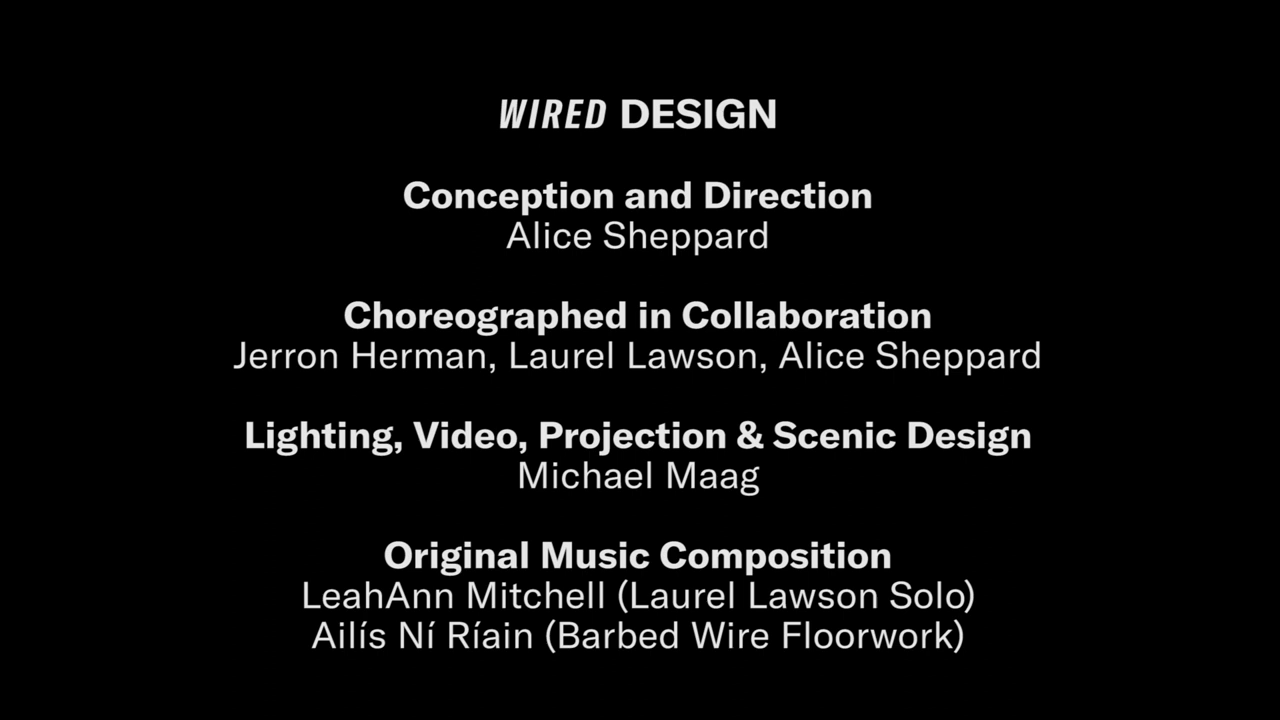 WIRED DESIGN
Conception and Direction
Alice Sheppard
Choreographed in Collaboration
Jerron Herman, Laurel Lawson, Alice Sheppard
Lighting, Video, Projection & Scenic Design
Michael Maag
Original Music Composition
LeahAnn Mitchell (Laurel Lawson Solo)
Ailís Ní Ríain (Barbed Wire Floorwork)